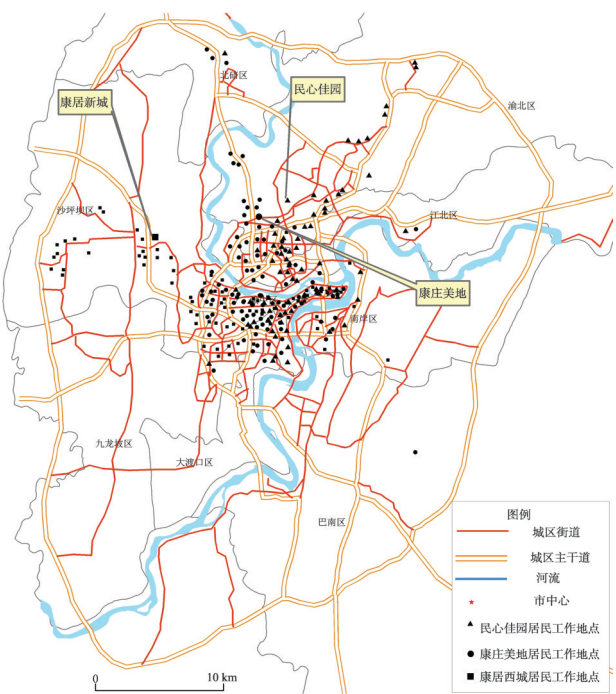 北碚区
民心佳园
康居新城
渝北区
沙坪坝区
江北区
康庄美地
南岸区
九龙坡区
大渡口区
巴南区
图例
城区街道
城区主干道
河流
市中心
民心佳园居民工作地点
康庄美地居民工作地点
康居西城居民工作地点
0 10 km